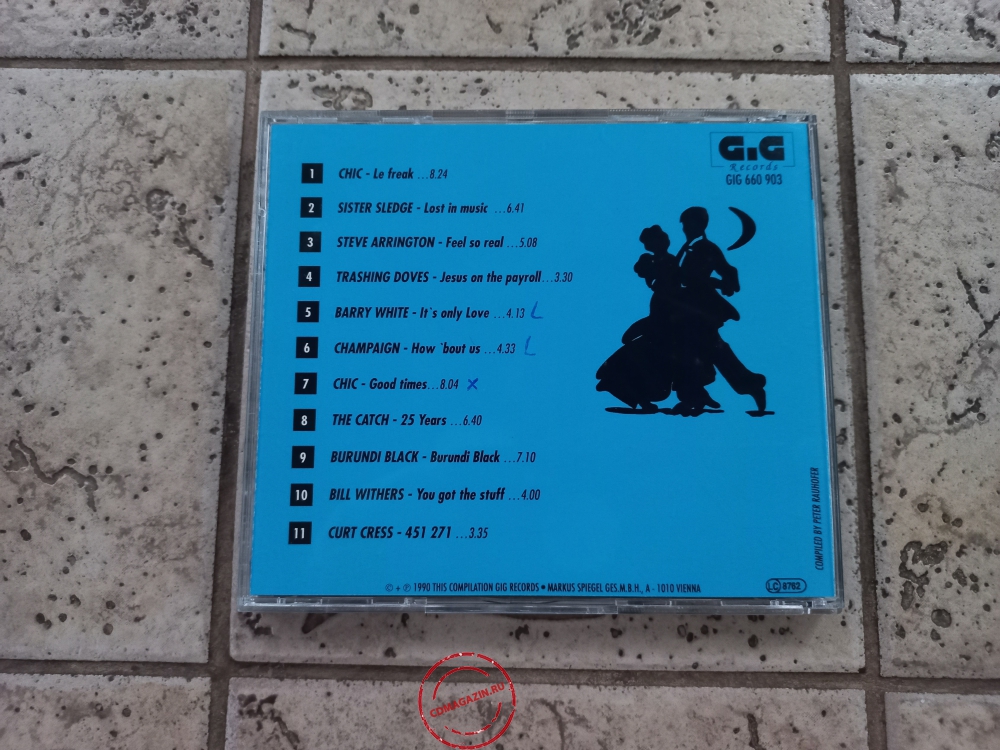 GiG
Records
GIG 660 903
1 CHIC - Le freak ...8.24
2 SISTER SLEDGE - Lost in music ...6.41
3 STEVE ARRINGTON - Feel so real ...5.08
4 TRASHING DOVES - Jesus on the payroll...3.30
5 BARRY WHITE - It`s only Love ...4.13 L
6 CHAMPAIGN - How `bout us ...4.33 L
7 CHIC - Good times...8.04 x
8 THE CATCH - 25 Years ...6.40
9 BURUNDI BLACK - Burundi Black ...7.10
10 BILL WITHERS - You got the stuff ...4.00
11 CURT CRESS - 451 271 ...3.35
COMPILED BY PETER RAUHOFER
© + ℗ 1990 THIS COMPILATION GIG RECORDS • MARKUS SPIEGEL GES.M.B.H., A - 1010 VIENNA
LC 8762
CDMAGAZIN.RU